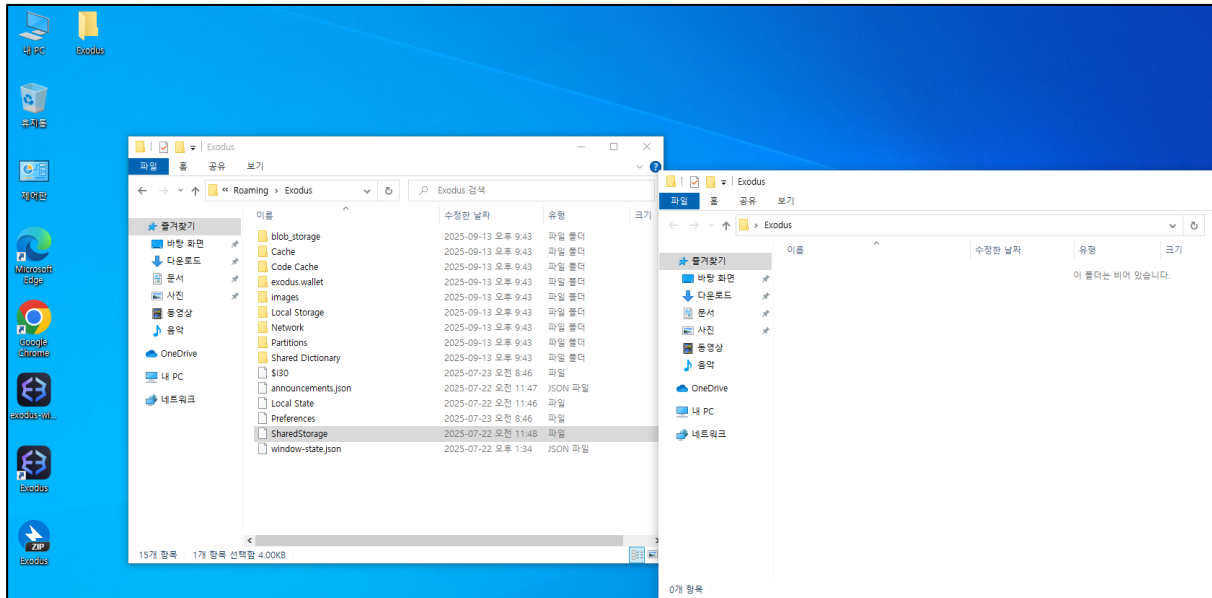 내 PC
Exodus
휴지통
제어판
Microsoft
Edge
Google
Chrome
exodus-wi...
Exodus
ZIP
Exodus
Exodus
파일 홈 공유 보기
« Roaming › Exodus
Exodus 검색
이름 수정한 날짜 유형 크기
즐겨찾기
바탕 화면
다운로드
문서
사진
동영상
음악
OneDrive
내 PC
네트워크
blob_storage 2025-09-13 오후 9:43 파일 폴더
Cache 2025-09-13 오후 9:43 파일 폴더
Code Cache 2025-09-13 오후 9:43 파일 폴더
exodus.wallet 2025-09-13 오후 9:43 파일 폴더
images 2025-09-13 오후 9:43 파일 폴더
Local Storage 2025-09-13 오후 9:43 파일 폴더
Network 2025-09-13 오후 9:43 파일 폴더
Partitions 2025-09-13 오후 9:43 파일 폴더
Shared Dictionary 2025-09-13 오후 9:43 파일 폴더
$I30 2025-07-23 오전 8:46 파일
announcements.json 2025-07-22 오전 11:47 JSON 파일
Local State 2025-07-22 오전 11:46 파일
Preferences 2025-07-23 오전 8:46 파일
SharedStorage 2025-07-22 오전 11:48 파일
window-state.json 2025-07-22 오후 1:34 JSON 파일
15개 항목 1개 항목 선택함 4.00KB
Exodus
파일 홈 공유 보기
› Exodus
이름 수정한 날짜 유형 크기
이 폴더는 비어 있습니다.
즐겨찾기
바탕 화면
다운로드
문서
사진
동영상
음악
OneDrive
내 PC
네트워크
0개 항목